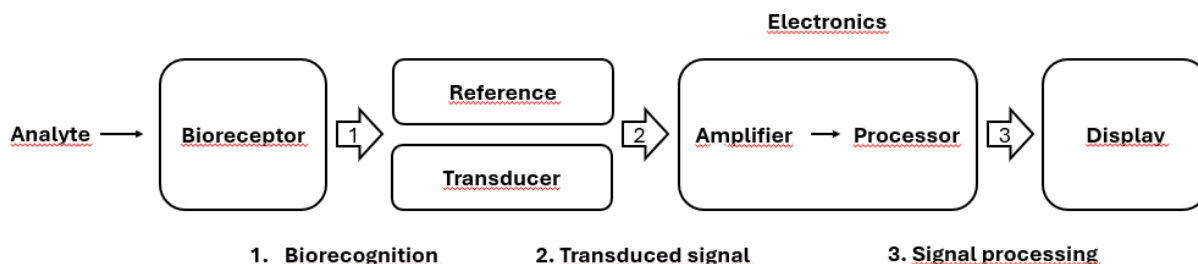 Electronics
Reference
Analyte
Bioreceptor
1
2
Amplifier
Processor
3
Display
Transducer
1. Biorecognition
2. Transduced signal
3. Signal processing